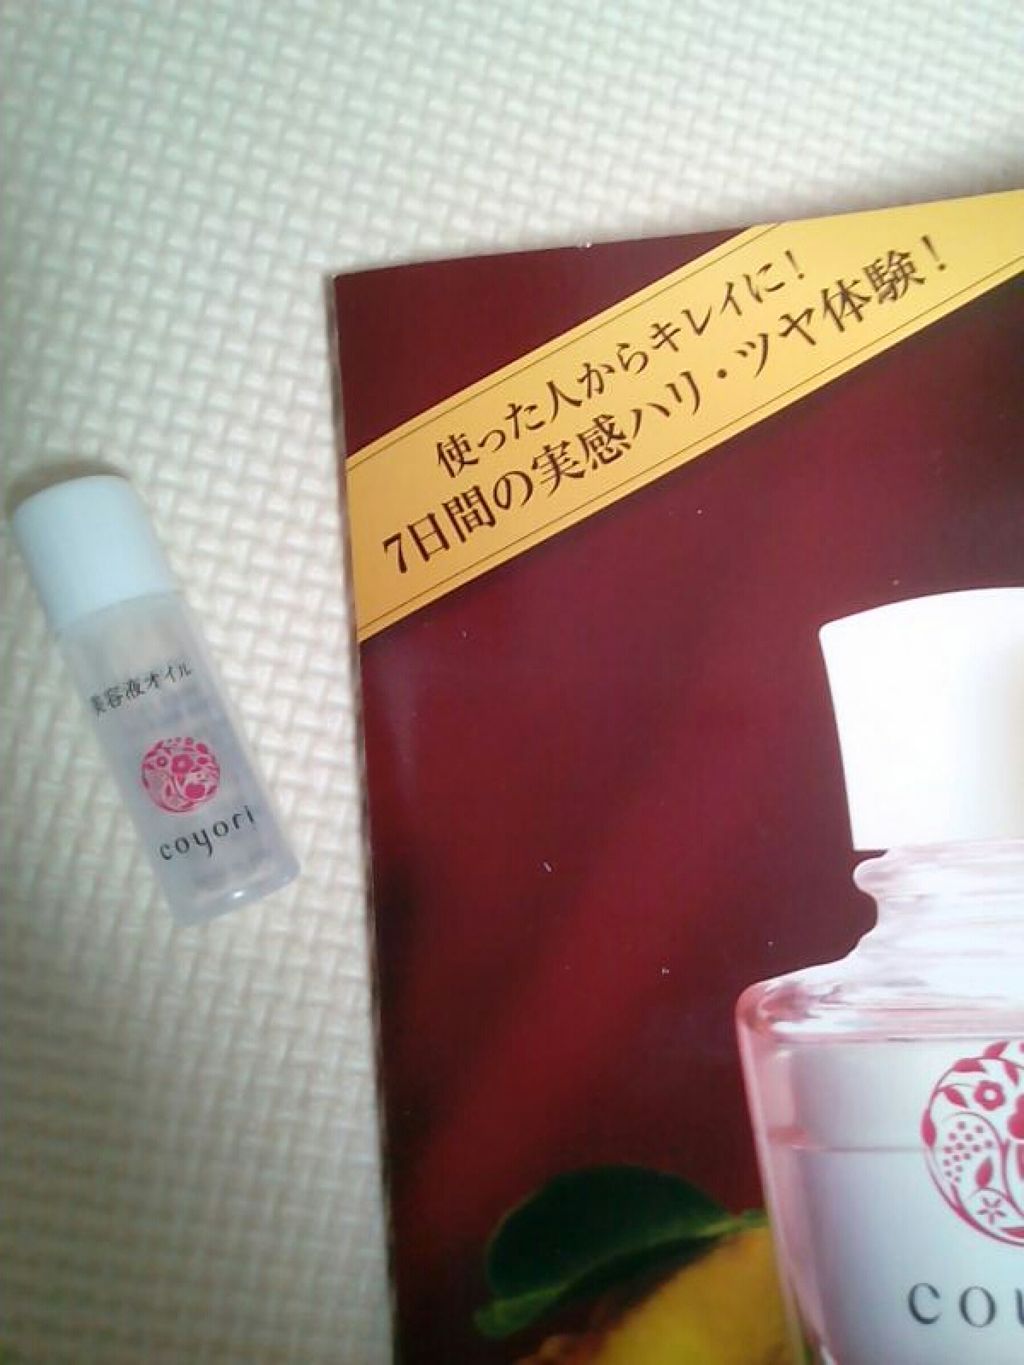 使った人からキレイに！
7日間の実感ハリ・ツヤ体験！
美容液オイル
coyori
cou